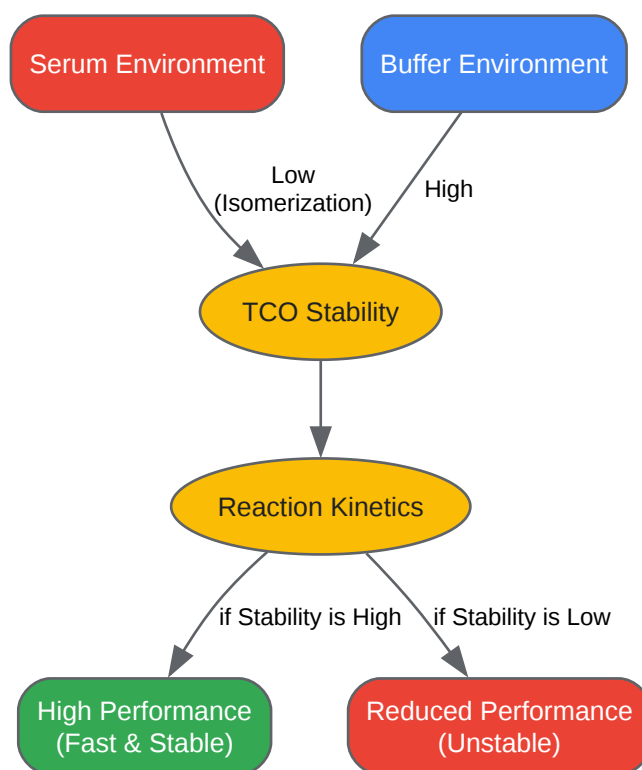 Serum Environment
Buffer Environment
Low
(Isomerization)
High
TCO Stability
Reaction Kinetics
if Stability is High
if Stability is Low
High Performance
(Fast & Stable)
Reduced Performance
(Unstable)